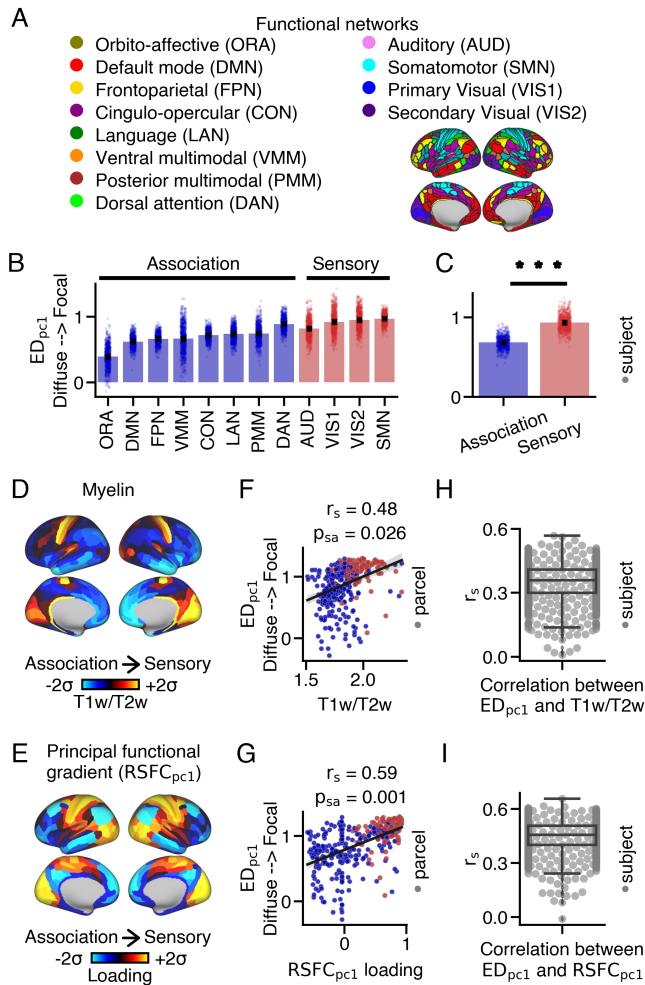 A
Functional networks
Orbito-affective (ORA)
Default mode (DMN)
Frontoparietal (FPN)
Cingulo-opercular (CON)
Language (LAN)
Ventral multimodal (VMM)
Posterior multimodal (PMM)
Dorsal attention (DAN)
Auditory (AUD)
Somatomotor (SMN)
Primary Visual (VIS1)
Secondary Visual (VIS2)
B
Association
Sensory
EDpc1
Diffuse --> Focal
1
0
ORA
DMN
FPN
VMM
CON
LAN
PMM
DAN
AUD
VIS1
VIS2
SMN
C
* * *
1
0
Association
Sensory
subject
D
Myelin
Association → Sensory
-2σ +2σ
T1w/T2w
F
rs = 0.48
psa = 0.026
EDpc1
Diffuse --> Focal
1
0
1.5 2.0
T1w/T2w
parcel
H
rs
0.6
0.3
0.0
subject
Correlation between
EDpc1 and T1w/T2w
E
Principal functional
gradient (RSFCpc1)
Association → Sensory
-2σ +2σ
Loading
G
rs = 0.59
psa = 0.001
EDpc1
Diffuse --> Focal
1
0
0 1
RSFCpc1 loading
parcel
I
rs
0.6
0.3
0.0
subject
Correlation between
EDpc1 and RSFCpc1